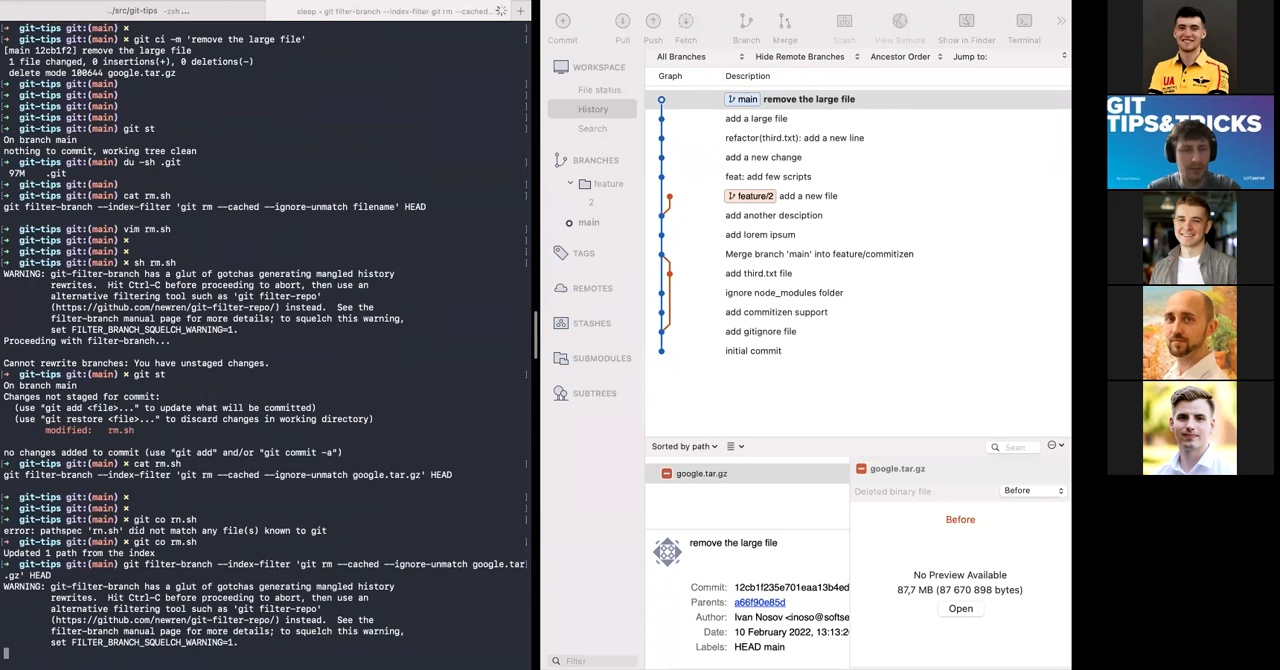 ../src/git-tips -zsh...
sleep ◂ git filter-branch --index-filter git rm --cached...
→ git-tips git:(main) ×
→ git-tips git:(main) git ci -m 'remove the large file'
[main 12cb1f2] remove the large file
1 file changed, 0 insertions(+), 0 deletions(-)
delete mode 100644 google.tar.gz
→ git-tips git:(main)
→ git-tips git:(main)
→ git-tips git:(main)
→ git-tips git:(main) git st
On branch main
nothing to commit, working tree clean
→ git-tips git:(main) du -sh .git
97M .git
→ git-tips git:(main) cat rm.sh
git filter-branch --index-filter 'git rm --cached --ignore-unmatch filename' HEAD
→ git-tips git:(main) vim rm.sh
→ git-tips git:(main) ×
→ git-tips git:(main) ×
→ git-tips git:(main) × sh rm.sh
WARNING: git-filter-branch has a glut of gotchas generating mangled history
rewrites. Hit Ctrl-C before proceeding to abort, then use an
alternative filtering tool such as 'git filter-repo'
(https://github.com/newren/git-filter-repo/) instead. See the
filter-branch manual page for more details; to squelch this warning,
set FILTER_BRANCH_SQUELCH_WARNING=1.
Proceeding with filter-branch...
Cannot rewrite branches: You have unstaged changes.
→ git-tips git:(main) × git st
On branch main
Changes not staged for commit:
(use "git add <file>..." to update what will be committed)
(use "git restore <file>..." to discard changes in working directory)
modified: rm.sh
no changes added to commit (use "git add" and/or "git commit -a")
→ git-tips git:(main) × cat rm.sh
git filter-branch --index-filter 'git rm --cached --ignore-unmatch google.tar.gz' HEAD
→ git-tips git:(main) ×
→ git-tips git:(main) ×
→ git-tips git:(main) × git co rn.sh
error: pathspec 'rn.sh' did not match any file(s) known to git
→ git-tips git:(main) × git co rm.sh
Updated 1 path from the index
→ git-tips git:(main) git filter-branch --index-filter 'git rm --cached --ignore-unmatch google.tar
.gz' HEAD
WARNING: git-filter-branch has a glut of gotchas generating mangled history
rewrites. Hit Ctrl-C before proceeding to abort, then use an
alternative filtering tool such as 'git filter-repo'
(https://github.com/newren/git-filter-repo/) instead. See the
filter-branch manual page for more details; to squelch this warning,
set FILTER_BRANCH_SQUELCH_WARNING=1.
Commit Pull Push Fetch Branch Merge Stash View Remote Show in Finder Terminal
All Branches Hide Remote Branches Ancestor Order Jump to:
Graph Description
WORKSPACE
File status
History
Search
BRANCHES
feature
2
main
TAGS
REMOTES
STASHES
SUBMODULES
SUBTREES
Filter
main remove the large file
add a large file
refactor(third.txt): add a new line
add a new change
feat: add few scripts
feature/2 add a new file
add another desciption
add lorem ipsum
Merge branch 'main' into feature/commitizen
add third.txt file
ignore node_modules folder
add commitizen support
add gitignore file
initial commit
Sorted by path
Searc
google.tar.gz
google.tar.gz
Deleted binary file
Before
Before
No Preview Available
87,7 MB (87 670 898 bytes)
Open
remove the large file
Commit: 12cb1f235e701eaa13b4ed
Parents: a66f90e85d
Author: Ivan Nosov <inoso@softse
Date: 10 February 2022, 13:13:2
Labels: HEAD main
GIT
TIPS&TRICKS
softserve